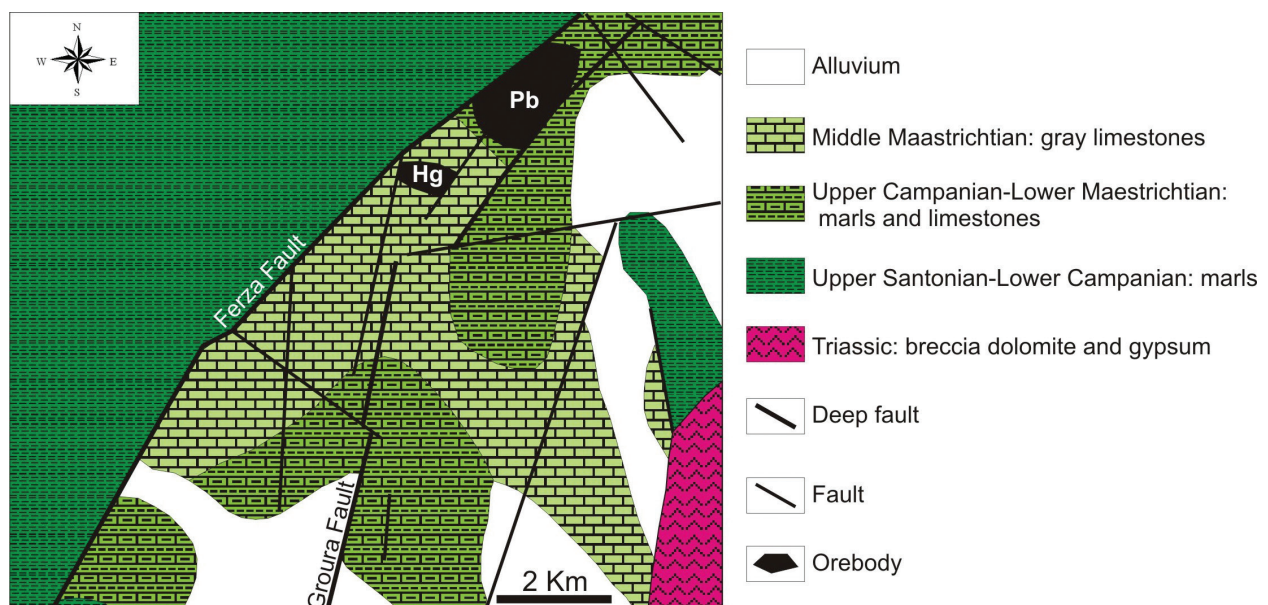 N
W E
S
Pb
Hg
Ferza Fault
Groura Fault
2 Km
Alluvium
Middle Maastrichtian: gray limestones
Upper Campanian-Lower Maestrichtian:
marls and limestones
Upper Santonian-Lower Campanian: marls
Triassic: breccia dolomite and gypsum
Deep fault
Fault
Orebody